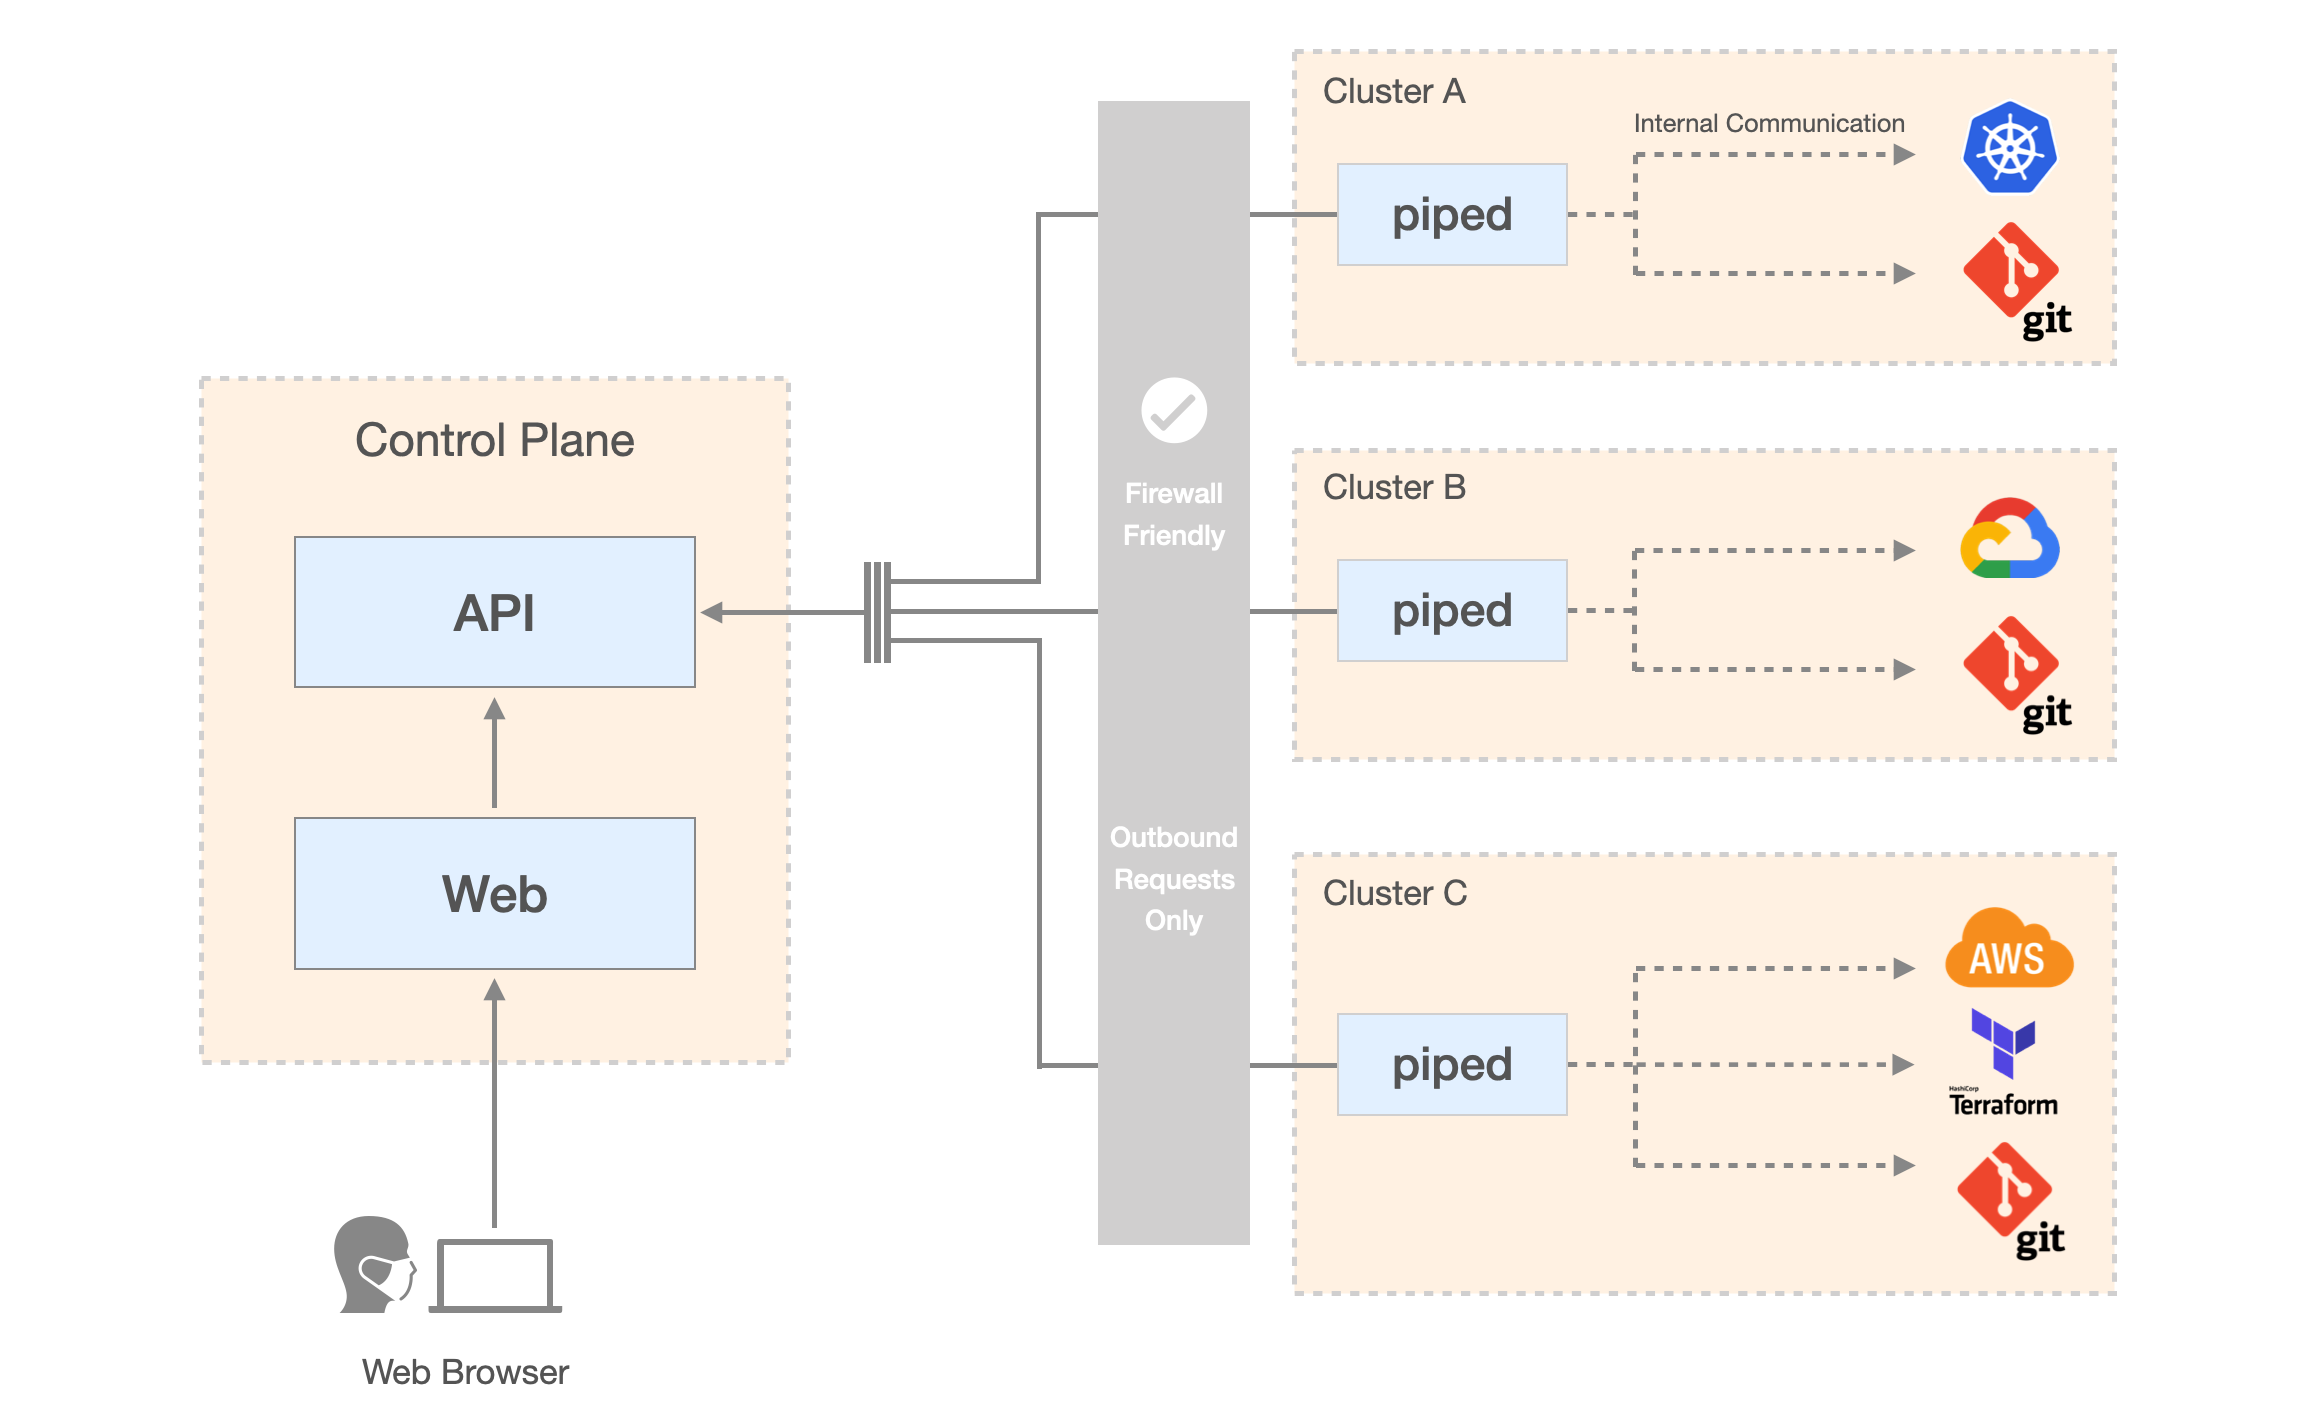 Control Plane
API
Web
Web Browser
Firewall
Friendly
Outbound
Requests
Only
Cluster A
Internal Communication
piped
git
Cluster B
piped
git
Cluster C
AWS
piped
HashiCorp
Terraform
git